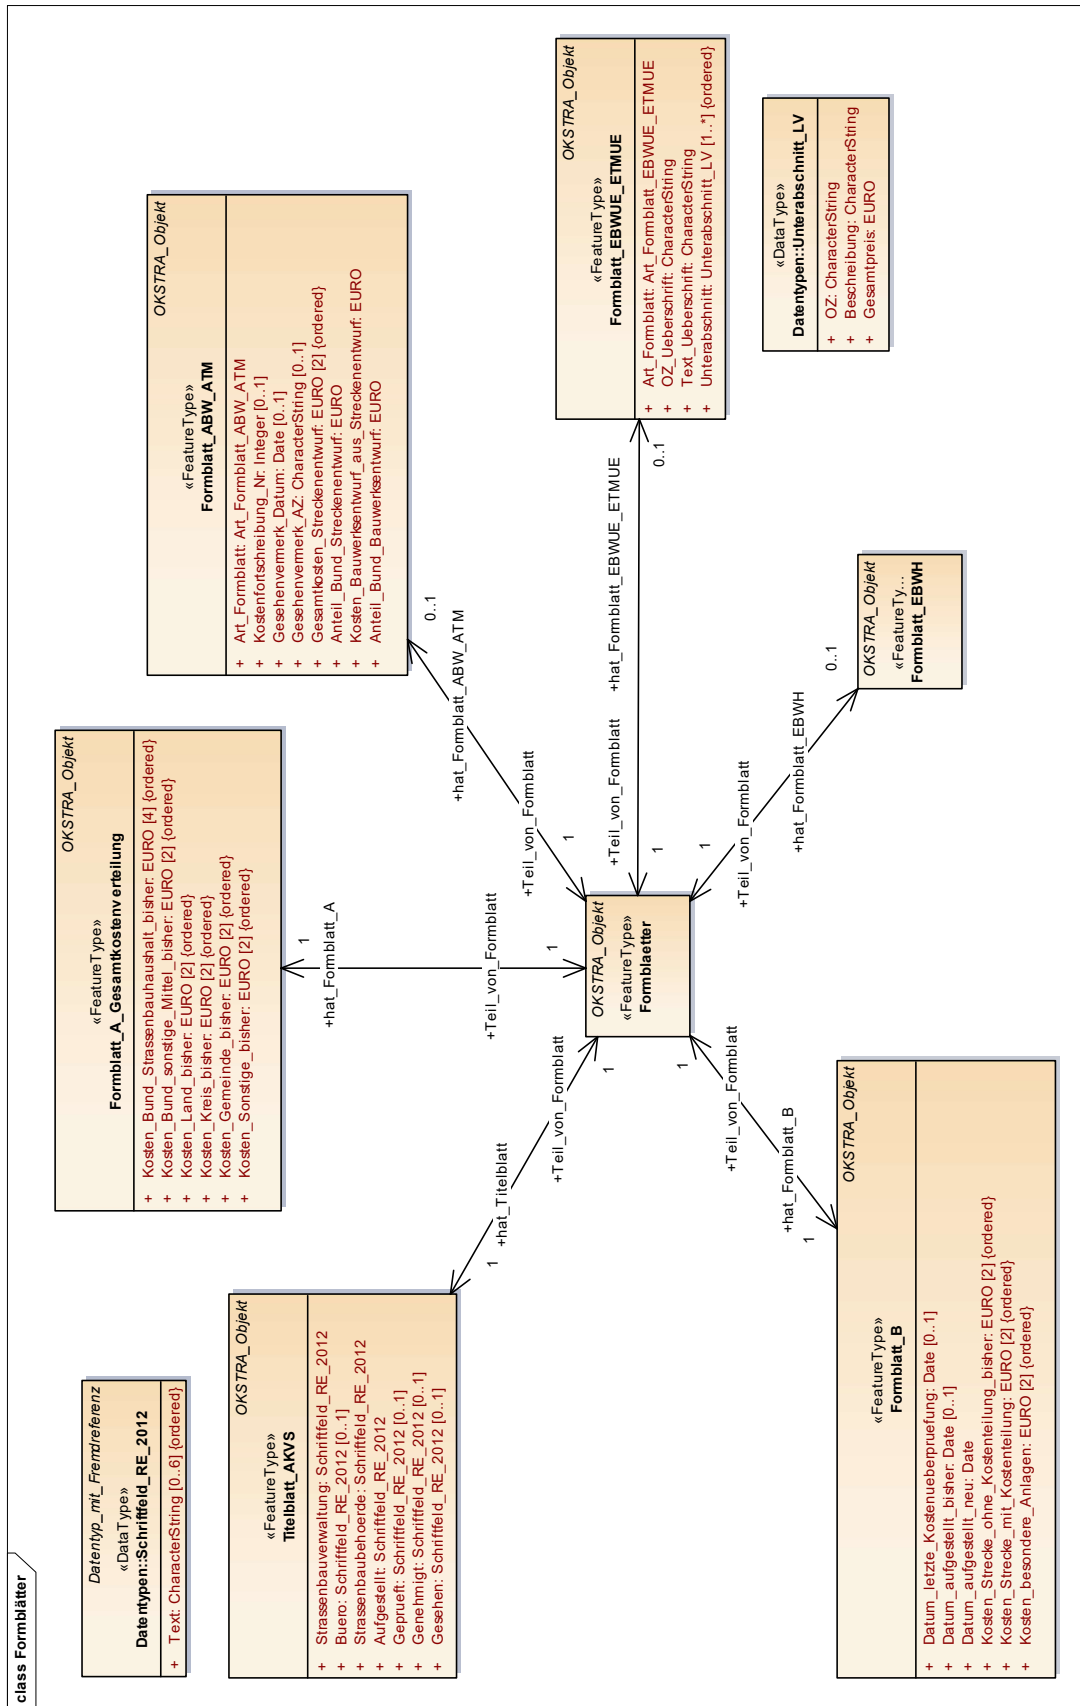 class Formblätter
Datentyp_mit_Fremdreferenz
«DataType»
Datentypen::Schriftfeld_RE_2012
+ Text: CharacterString [0..6] {ordered}
OKSTRA_Objekt
«FeatureType»
Titelblatt_AKVS
+ Strassenbauverwaltung: Schriftfeld_RE_2012
+ Buero: Schriftfeld_RE_2012 [0..1]
+ Strassenbaubehoerde: Schriftfeld_RE_2012
+ Aufgestellt: Schriftfeld_RE_2012
+ Geprueft: Schriftfeld_RE_2012 [0..1]
+ Genehmigt: Schriftfeld_RE_2012 [0..1]
+ Gesehen: Schriftfeld_RE_2012 [0..1]
OKSTRA_Objekt
«FeatureType»
Formblatt_B
+ Datum_letzte_Kostenueberpruefung: Date [0..1]
+ Datum_aufgestellt_bisher: Date [0..1]
+ Datum_aufgestellt_neu: Date
+ Kosten_Strecke_ohne_Kostenteilung_bisher: EURO [2] {ordered}
+ Kosten_Strecke_mit_Kostenteilung: EURO [2] {ordered}
+ Kosten_besondere_Anlagen: EURO [2] {ordered}
OKSTRA_Objekt
«FeatureType»
Formblatt_A_Gesamtkostenverteilung
+ Kosten_Bund_Strassenbauhaushalt_bisher: EURO [4] {ordered}
+ Kosten_Bund_sonstige_Mittel_bisher: EURO [2] {ordered}
+ Kosten_Land_bisher: EURO [2] {ordered}
+ Kosten_Kreis_bisher: EURO [2] {ordered}
+ Kosten_Gemeinde_bisher: EURO [2] {ordered}
+ Kosten_Sonstige_bisher: EURO [2] {ordered}
OKSTRA_Objekt
«FeatureType»
Formblaetter
OKSTRA_Objekt
«FeatureType»
Formblatt_ABW_ATM
+ Art_Formblatt: Art_Formblatt_ABW_ATM
+ Kostenfortschreibung_Nr: Integer [0..1]
+ Gesehenvermerk_Datum: Date [0..1]
+ Gesehenvermerk_AZ: CharacterString [0..1]
+ Gesamtkosten_Streckenentwurf: EURO [2] {ordered}
+ Anteil_Bund_Streckenentwurf: EURO
+ Kosten_Bauwerksentwurf_aus_Streckenentwurf: EURO
+ Anteil_Bund_Bauwerksentwurf: EURO
OKSTRA_Objekt
«FeatureType»
Formblatt_EBWUE_ETMUE
+ Art_Formblatt: Art_Formblatt_EBWUE_ETMUE
+ OZ_Ueberschrift: CharacterString
+ Text_Ueberschrift: CharacterString
+ Unterabschnitt: Unterabschnitt_LV [1..*] {ordered}
«DataType»
Datentypen::Unterabschnitt_LV
+ OZ: CharacterString
+ Beschreibung: CharacterString
+ Gesamtpreis: EURO
OKSTRA_Objekt
«FeatureTy...
Formblatt_EBWH
+hat_Titelblatt
1
+Teil_von_Formblatt
1
+hat_Formblatt_A
1
+Teil_von_Formblatt
1
+hat_Formblatt_ABW_ATM
0..1
+Teil_von_Formblatt
1
+hat_Formblatt_EBWUE_ETMUE
0..1
+Teil_von_Formblatt
1
+hat_Formblatt_EBWH
0..1
+Teil_von_Formblatt
1
+hat_Formblatt_B
1
+Teil_von_Formblatt
1